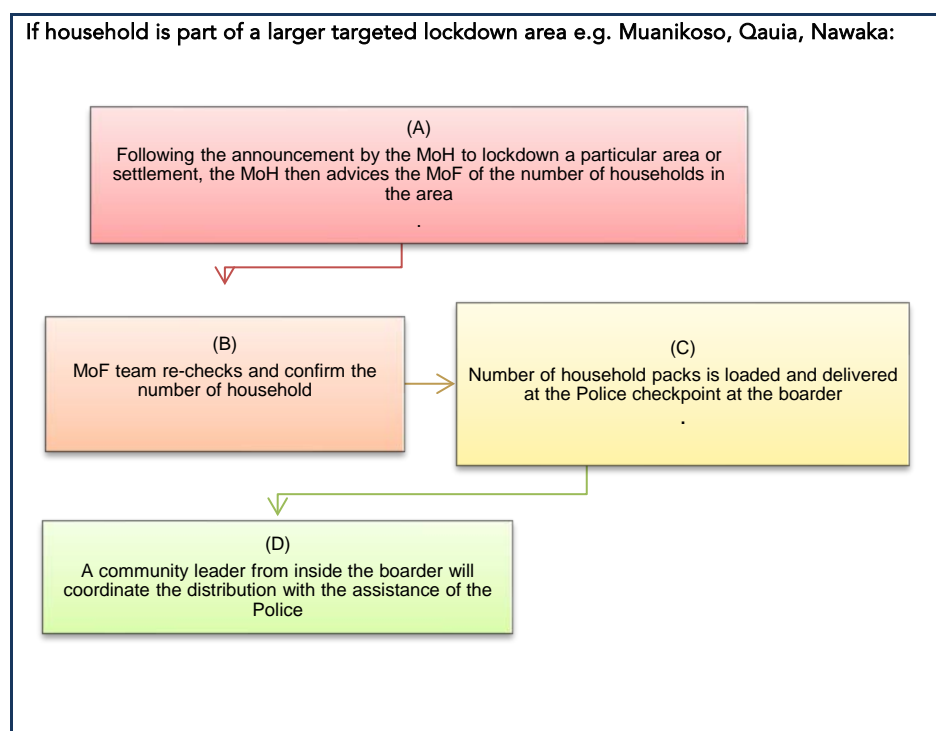 If household is part of a larger targeted lockdown area e.g. Muanikoso, Qauia, Nawaka:
(A)
Following the announcement by the MoH to lockdown a particular area or
settlement, the MoH then advices the MoF of the number of households in
the area
.
(B)
MoF team re-checks and confirm the
number of household
(C)
Number of household packs is loaded and delivered
at the Police checkpoint at the boarder
.
(D)
A community leader from inside the boarder will
coordinate the distribution with the assistance of the
Police